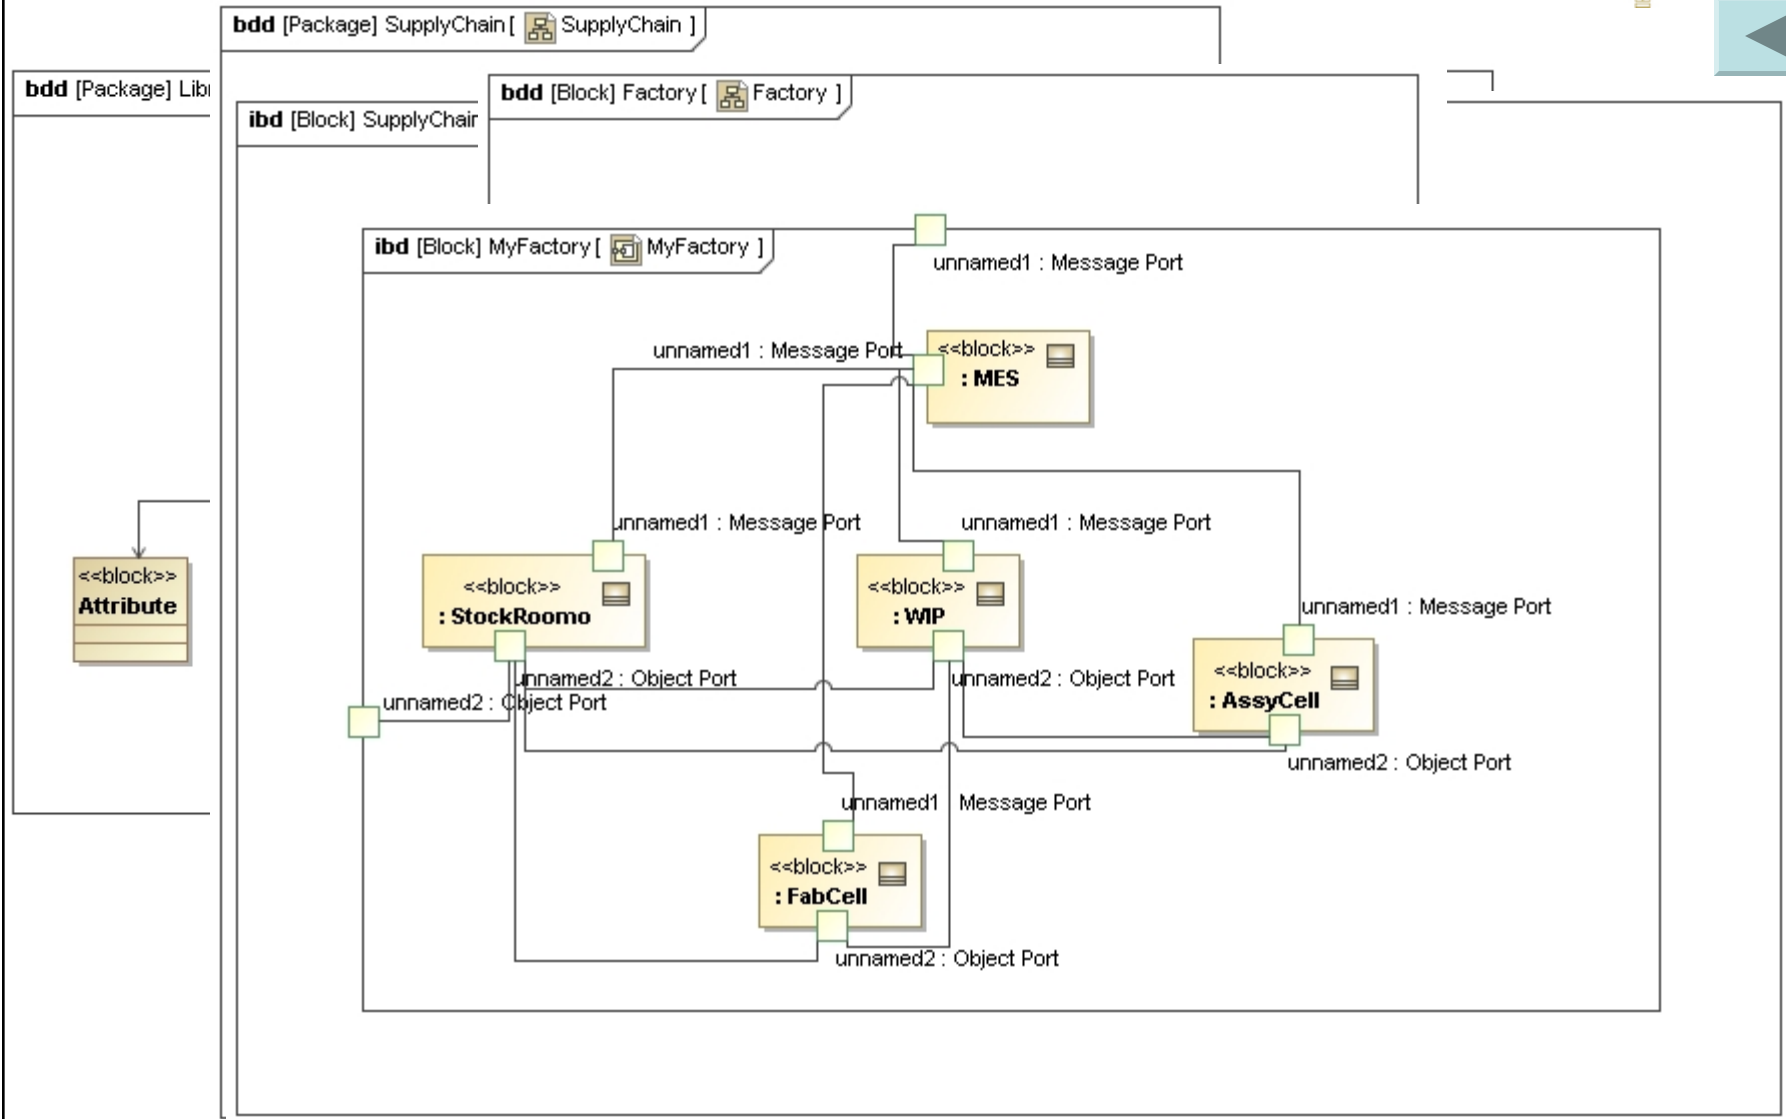 bdd [Package] SupplyChain [ SupplyChain ]
bdd [Package]
bdd [Block] Factory [ Factory ]
ibd [Block] SupplyChain
ibd [Block] MyFactory [ MyFactory ]
unnamed1 : Message Port
unnamed1 : Message Port
<<block>>
: MES
unnamed1 : Message Port
unnamed1 : Message Port
<<block>>
Attribute
<<block>>
: StockRoomo
<<block>>
: WIP
unnamed1 : Message Port
<<block>>
: AssyCell
unnamed2 : Object Port
unnamed2 : Object Port
unnamed2 : Object Port
unnamed2 : Object Port
unnamed1 Message Port
<<block>>
: FabCell
unnamed2 : Object Port